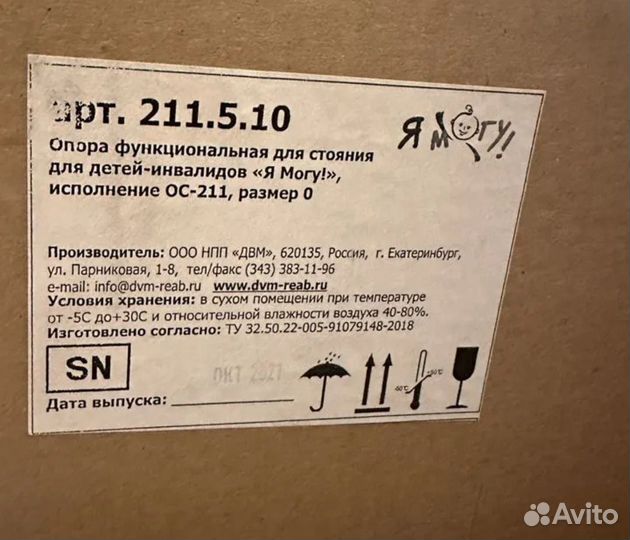 арт. 211.5.10
Я МОГУ!
Опора функциональная для стояния
для детей-инвалидов «Я Могу!»,
исполнение ОС-211, размер 0
Производитель: ООО НПП «ДВМ», 620135, Россия, г. Екатеринбург,
ул. Парниковая, 1-8, тел/факс (343) 383-11-96
e-mail: info@dvm-reab.ru www.dvm-reab.ru
Условия хранения: в сухом помещении при температуре
от -5С до+30С и относительной влажности воздуха 40-80%.
Изготовлено согласно: ТУ 32.50.22-005-91079148-2018
SN
Дата выпуска:
Avito